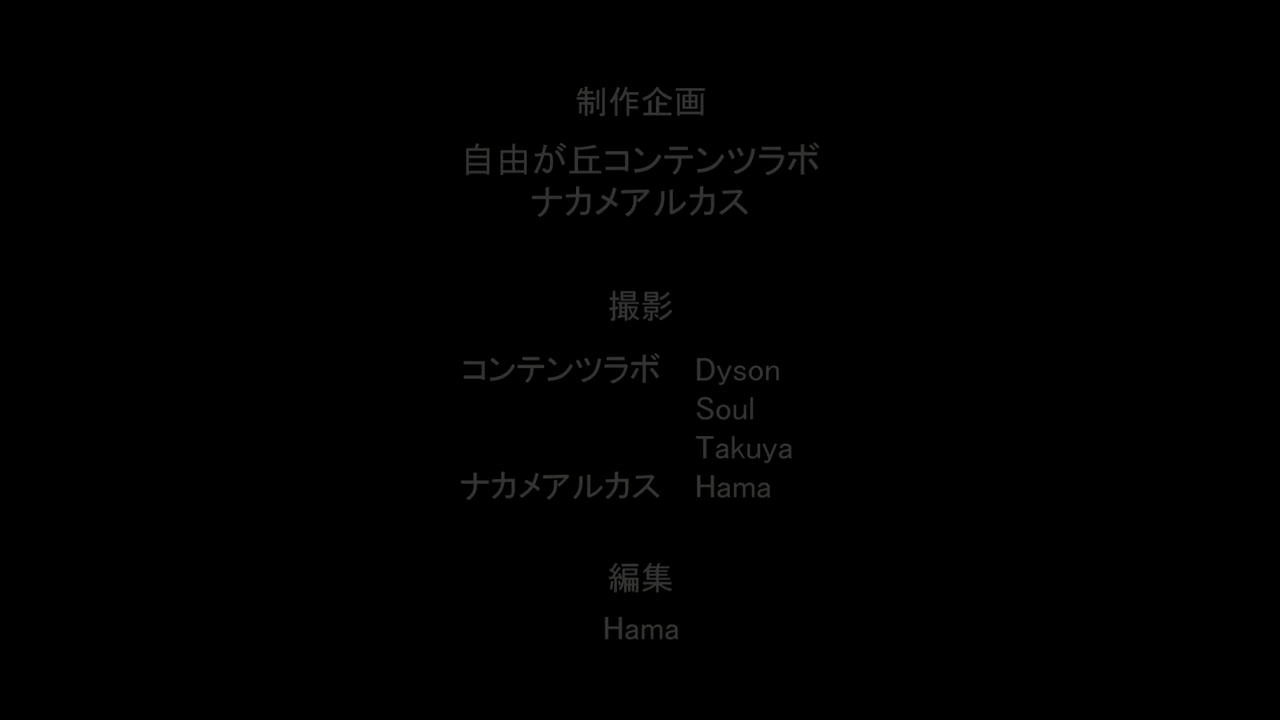 制作企画
自由が丘コンテンツラボ
ナカメアルカス
撮影
コンテンツラボ Dyson
Soul
Takuya
ナカメアルカス Hama
編集
Hama